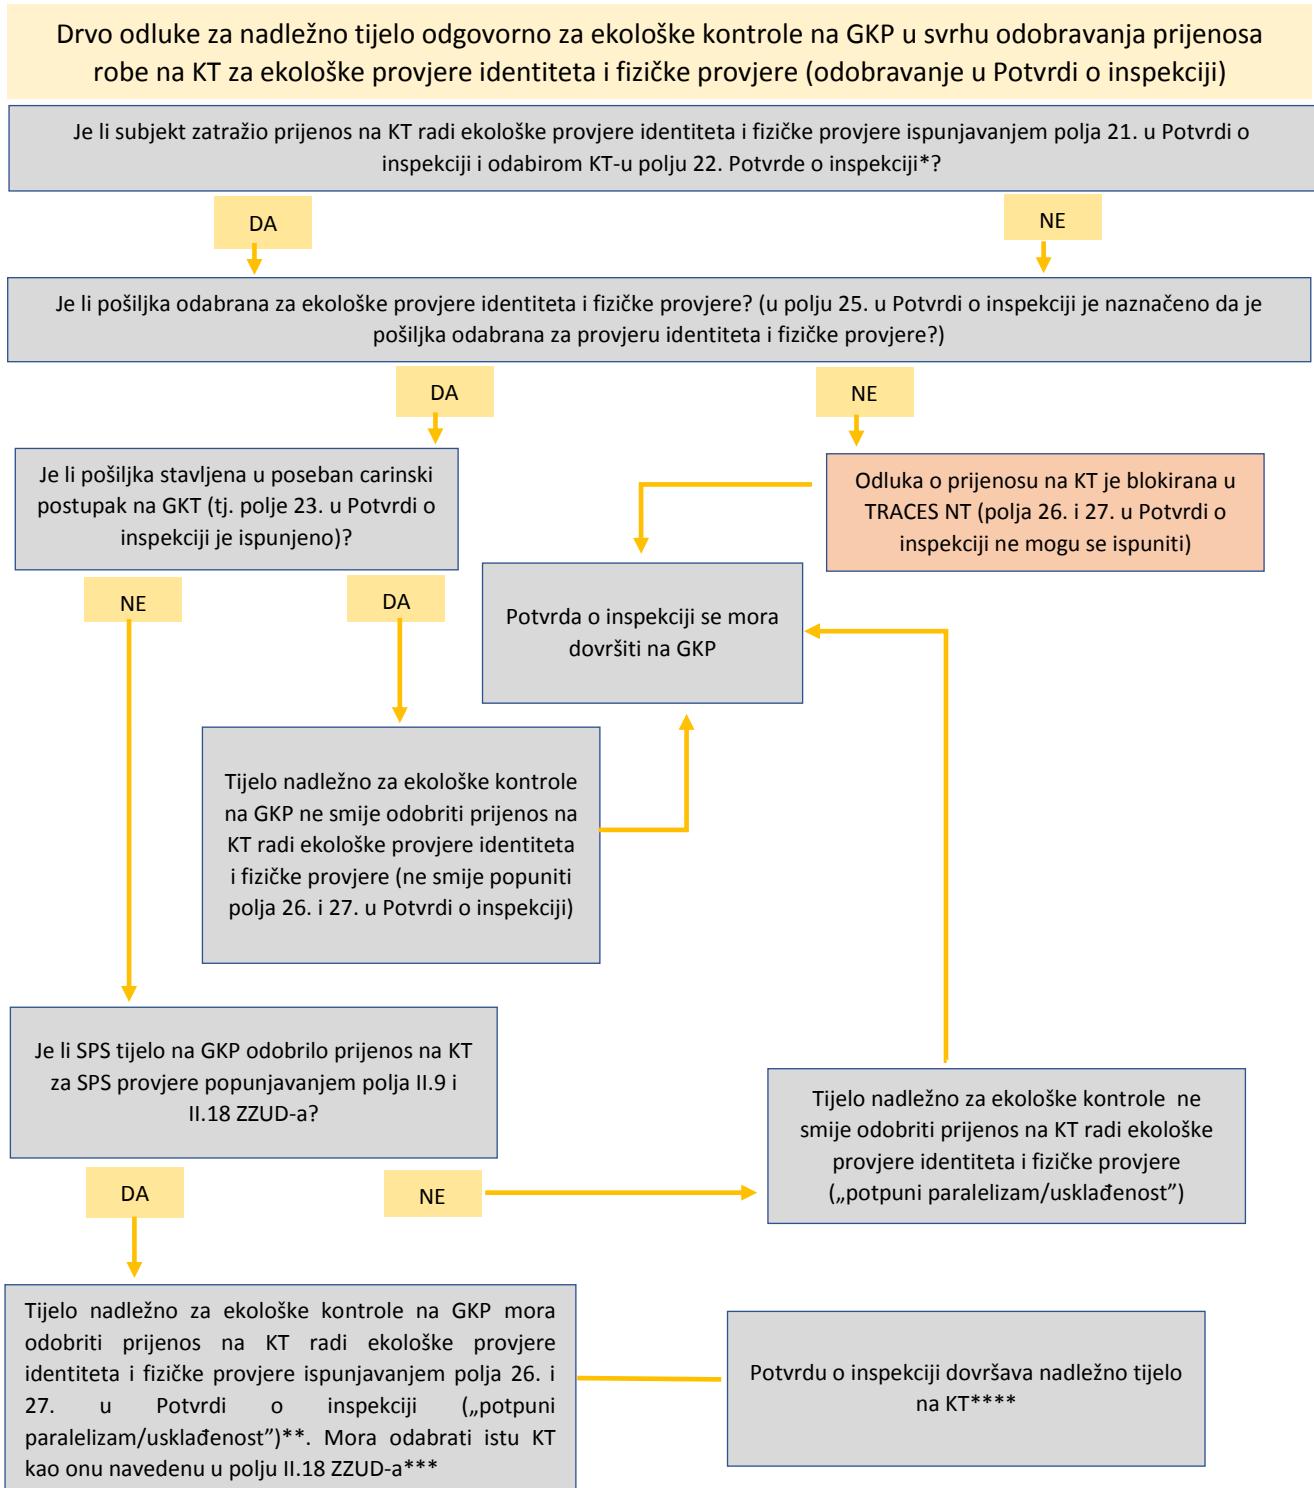 Drvo odluke za nadležno tijelo odgovorno za ekološke kontrole na GKP u svrhu odobravanja prijenosa
robe na KT za ekološke provjere identiteta i fizičke provjere (odobravanje u Potvrdi o inspekciji)
Je li subjekt zatražio prijenos na KT radi ekološke provjere identiteta i fizičke provjere ispunjavanjem polja 21. u Potvrdi o
inspekciji i odabirom KT-u polju 22. Potvrde o inspekciji*?
DA
NE
Je li pošiljka odabrana za ekološke provjere identiteta i fizičke provjere? (u polju 25. u Potvrdi o inspekciji je naznačeno da je
pošiljka odabrana za provjeru identiteta i fizičke provjere?)
DA
NE
Je li pošiljka stavljena u poseban carinski
postupak na GKT (tj. polje 23. u Potvrdi o
inspekciji je ispunjeno)?
Odluka o prijenosu na KT je blokirana u
TRACES NT (polja 26. i 27. u Potvrdi o
inspekciji ne mogu se ispuniti)
NE
DA
Potvrda o inspekciji se mora
dovršiti na GKP
Tijelo nadležno za ekološke kontrole
na GKP ne smije odobriti prijenos na
KT radi ekološke provjere identiteta
i fizičke provjere (ne smije popuniti
polja 26. i 27. u Potvrdi o inspekciji)
Je li SPS tijelo na GKP odobrilo prijenos na KT
za SPS provjere popunjavanjem polja II.9 i
II.18 ZZUD-a?
Tijelo nadležno za ekološke kontrole ne
smije odobriti prijenos na KT radi ekološke
provjere identiteta i fizičke provjere
(„potpuni paralelizam/usklađenost”)
DA
NE
Tijelo nadležno za ekološke kontrole na GKP mora
odobriti prijenos na KT radi ekološke provjere
identiteta i fizičke provjere ispunjavanjem polja 26. i
27. u Potvrdi o inspekciji („potpuni
paralelizam/usklađenost”)**. Mora odabrati istu KT
kao onu navedenu u polju II.18 ZZUD-a***
Potvrdu o inspekciji dovršava nadležno tijelo
na KT****